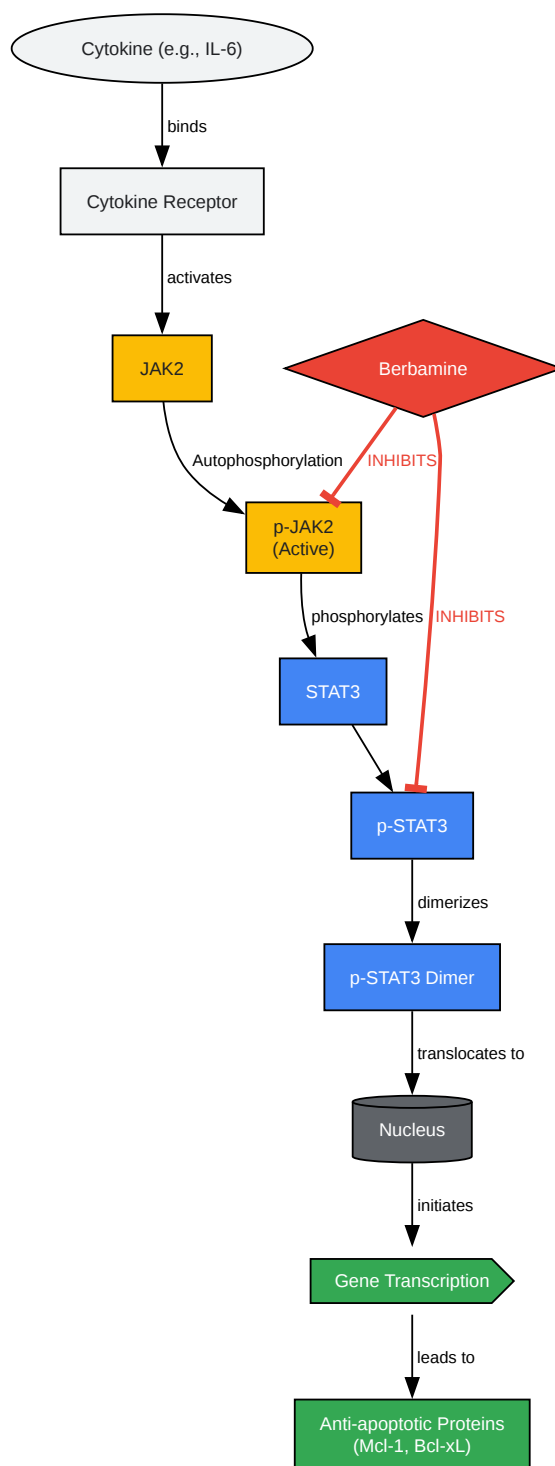 Cytokine (e.g., IL-6)
binds
Cytokine Receptor
activates
JAK2
Berbamine
Autophosphorylation
INHIBITS
p-JAK2
(Active)
phosphorylates
INHIBITS
STAT3
p-STAT3
dimerizes
p-STAT3 Dimer
translocates to
Nucleus
initiates
Gene Transcription
leads to
Anti-apoptotic Proteins
(Mcl-1, Bcl-xL)